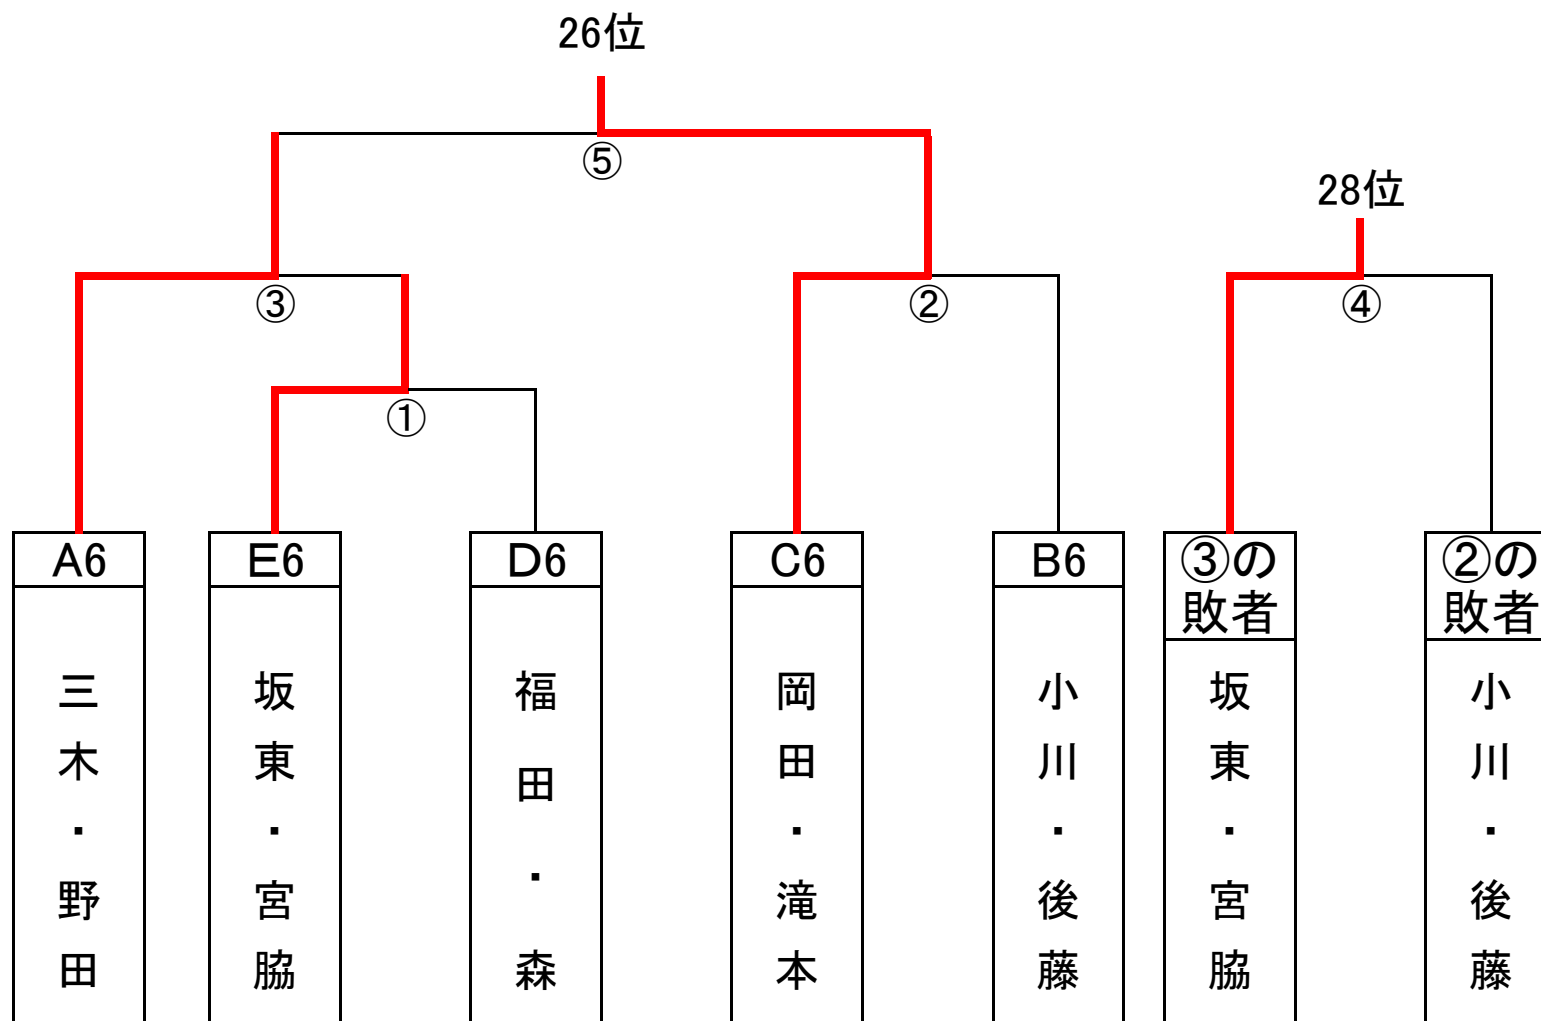 26位
⑤
28位
③
②
④
①
A6
E6
D6
C6
B6
③の
敗者
②の
敗者
三木・野田
坂東・宮脇
福田・森
岡田・滝本
小川・後藤
坂東・宮脇
小川・後藤